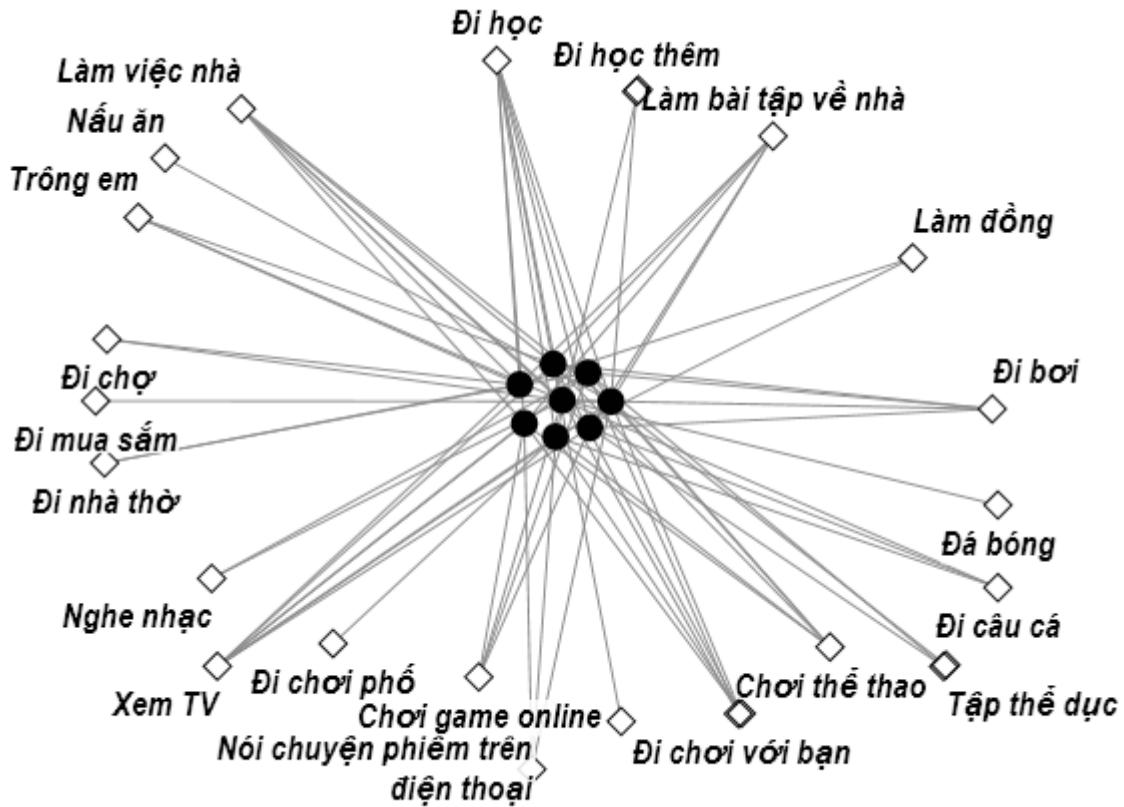 Đi học
Đi học thêm
Làm việc nhà
Làm bài tập về nhà
Nấu ăn
Trông em
Làm đồng
Đi chợ
Đi bơi
Đi mua sắm
Đi nhà thờ
Đá bóng
Nghe nhạc
Đi câu cá
Đi chơi phố
Chơi thể thao
Xem TV
Tập thể dục
Chơi game online
Nói chuyện phiếm trên
điện thoại
Đi chơi với bạn